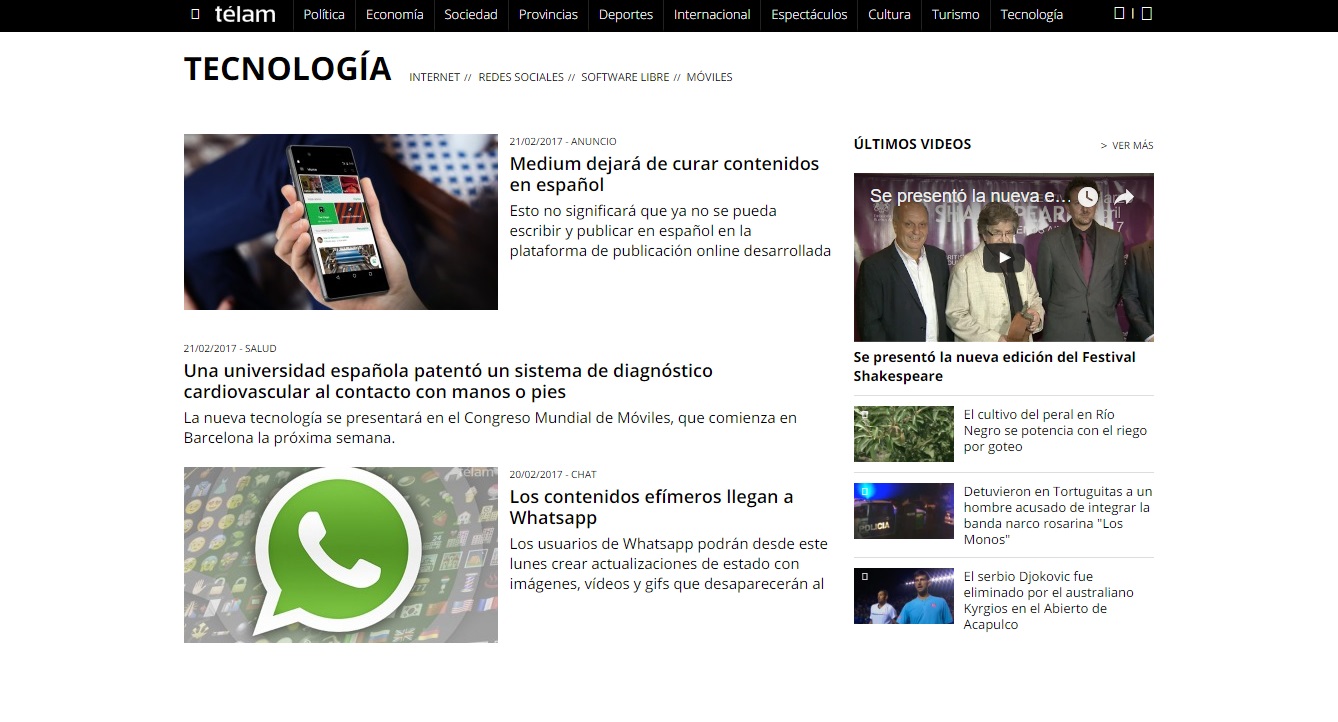 télam
Política
Economía
Sociedad
Provincias
Deportes
Internacional
Espectáculos
Cultura
Turismo
Tecnología
TECNOLOGÍA
INTERNET //
REDES SOCIALES //
SOFTWARE LIBRE //
MÓVILES
21/02/2017 - ANUNCIO
Medium dejará de curar contenidos
en español
Esto no significará que ya no se pueda
escribir y publicar en español en la
plataforma de publicación online desarrollada
21/02/2017 - SALUD
Una universidad española patentó un sistema de diagnóstico
cardiovascular al contacto con manos o pies
La nueva tecnología se presentará en el Congreso Mundial de Móviles, que comienza en
Barcelona la próxima semana.
télam
20/02/2017 - CHAT
Los contenidos efímeros llegan a
Whatsapp
Los usuarios de Whatsapp podrán desde este
lunes crear actualizaciones de estado con
imágenes, vídeos y gifs que desaparecerán al
ÚLTIMOS VIDEOS
> VER MÁS
Se presentó la nueva e...
SHAKESPEARE
Se presentó la nueva edición del Festival
Shakespeare
El cultivo del peral en Río
Negro se potencia con el riego
por goteo
POLICIA
Detuvieron en Tortuguitas a un
hombre acusado de integrar la
banda narco rosarina "Los
Monos"
El serbio Djokovic fue
eliminado por el australiano
Kyrgios en el Abierto de
Acapulco